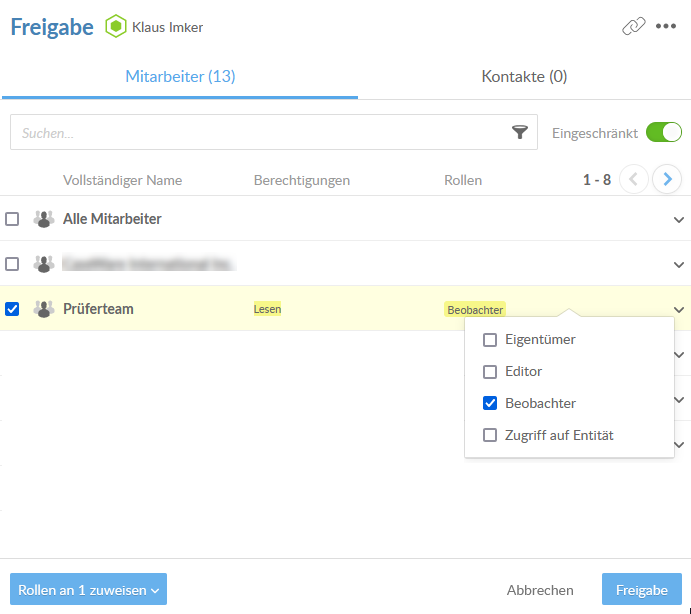 Freigabe Klaus Imker
Mitarbeiter (13) Kontakte (0)
Suchen... Eingeschränkt
Vollständiger Name Berechtigungen Rollen 1 - 8
Alle Mitarbeiter
Prüferteam Lesen Beobachter
Eigentümer
Editor
Beobachter
Zugriff auf Entität
Rollen an 1 zuweisen Abbrechen Freigabe